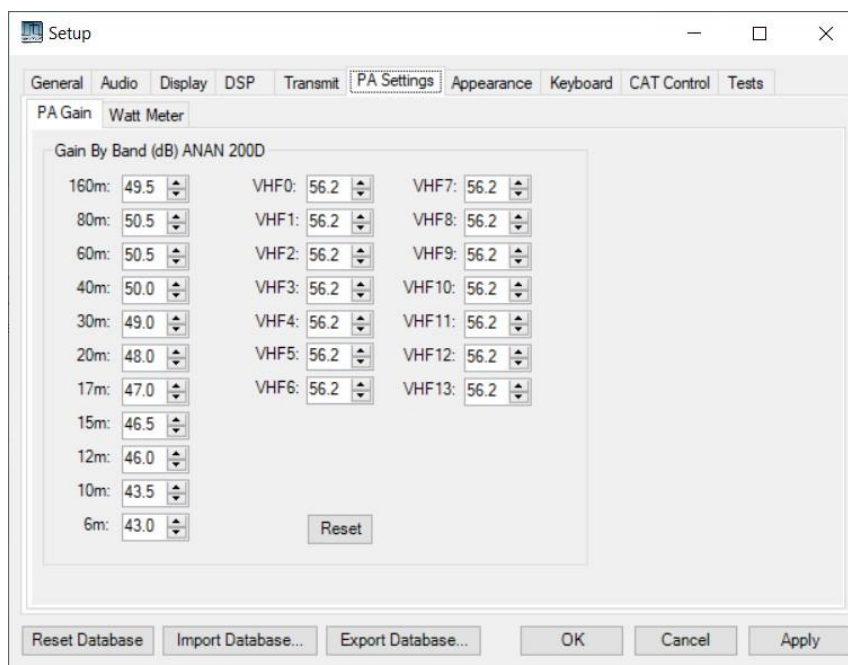 Setup
General Audio Display DSP Transmit PA Settings Appearance Keyboard CAT Control Tests
PA Gain Watt Meter
Gain By Band (dB) ANAN 200D
160m: 49.5 VHF0: 56.2 VHF7: 56.2
80m: 50.5 VHF1: 56.2 VHF8: 56.2
60m: 50.5 VHF2: 56.2 VHF9: 56.2
40m: 50.0 VHF3: 56.2 VHF10: 56.2
30m: 49.0 VHF4: 56.2 VHF11: 56.2
20m: 48.0 VHF5: 56.2 VHF12: 56.2
17m: 47.0 VHF6: 56.2 VHF13: 56.2
15m: 46.5
12m: 46.0
10m: 43.5
6m: 43.0 Reset
Reset Database Import Database... Export Database... OK Cancel Apply